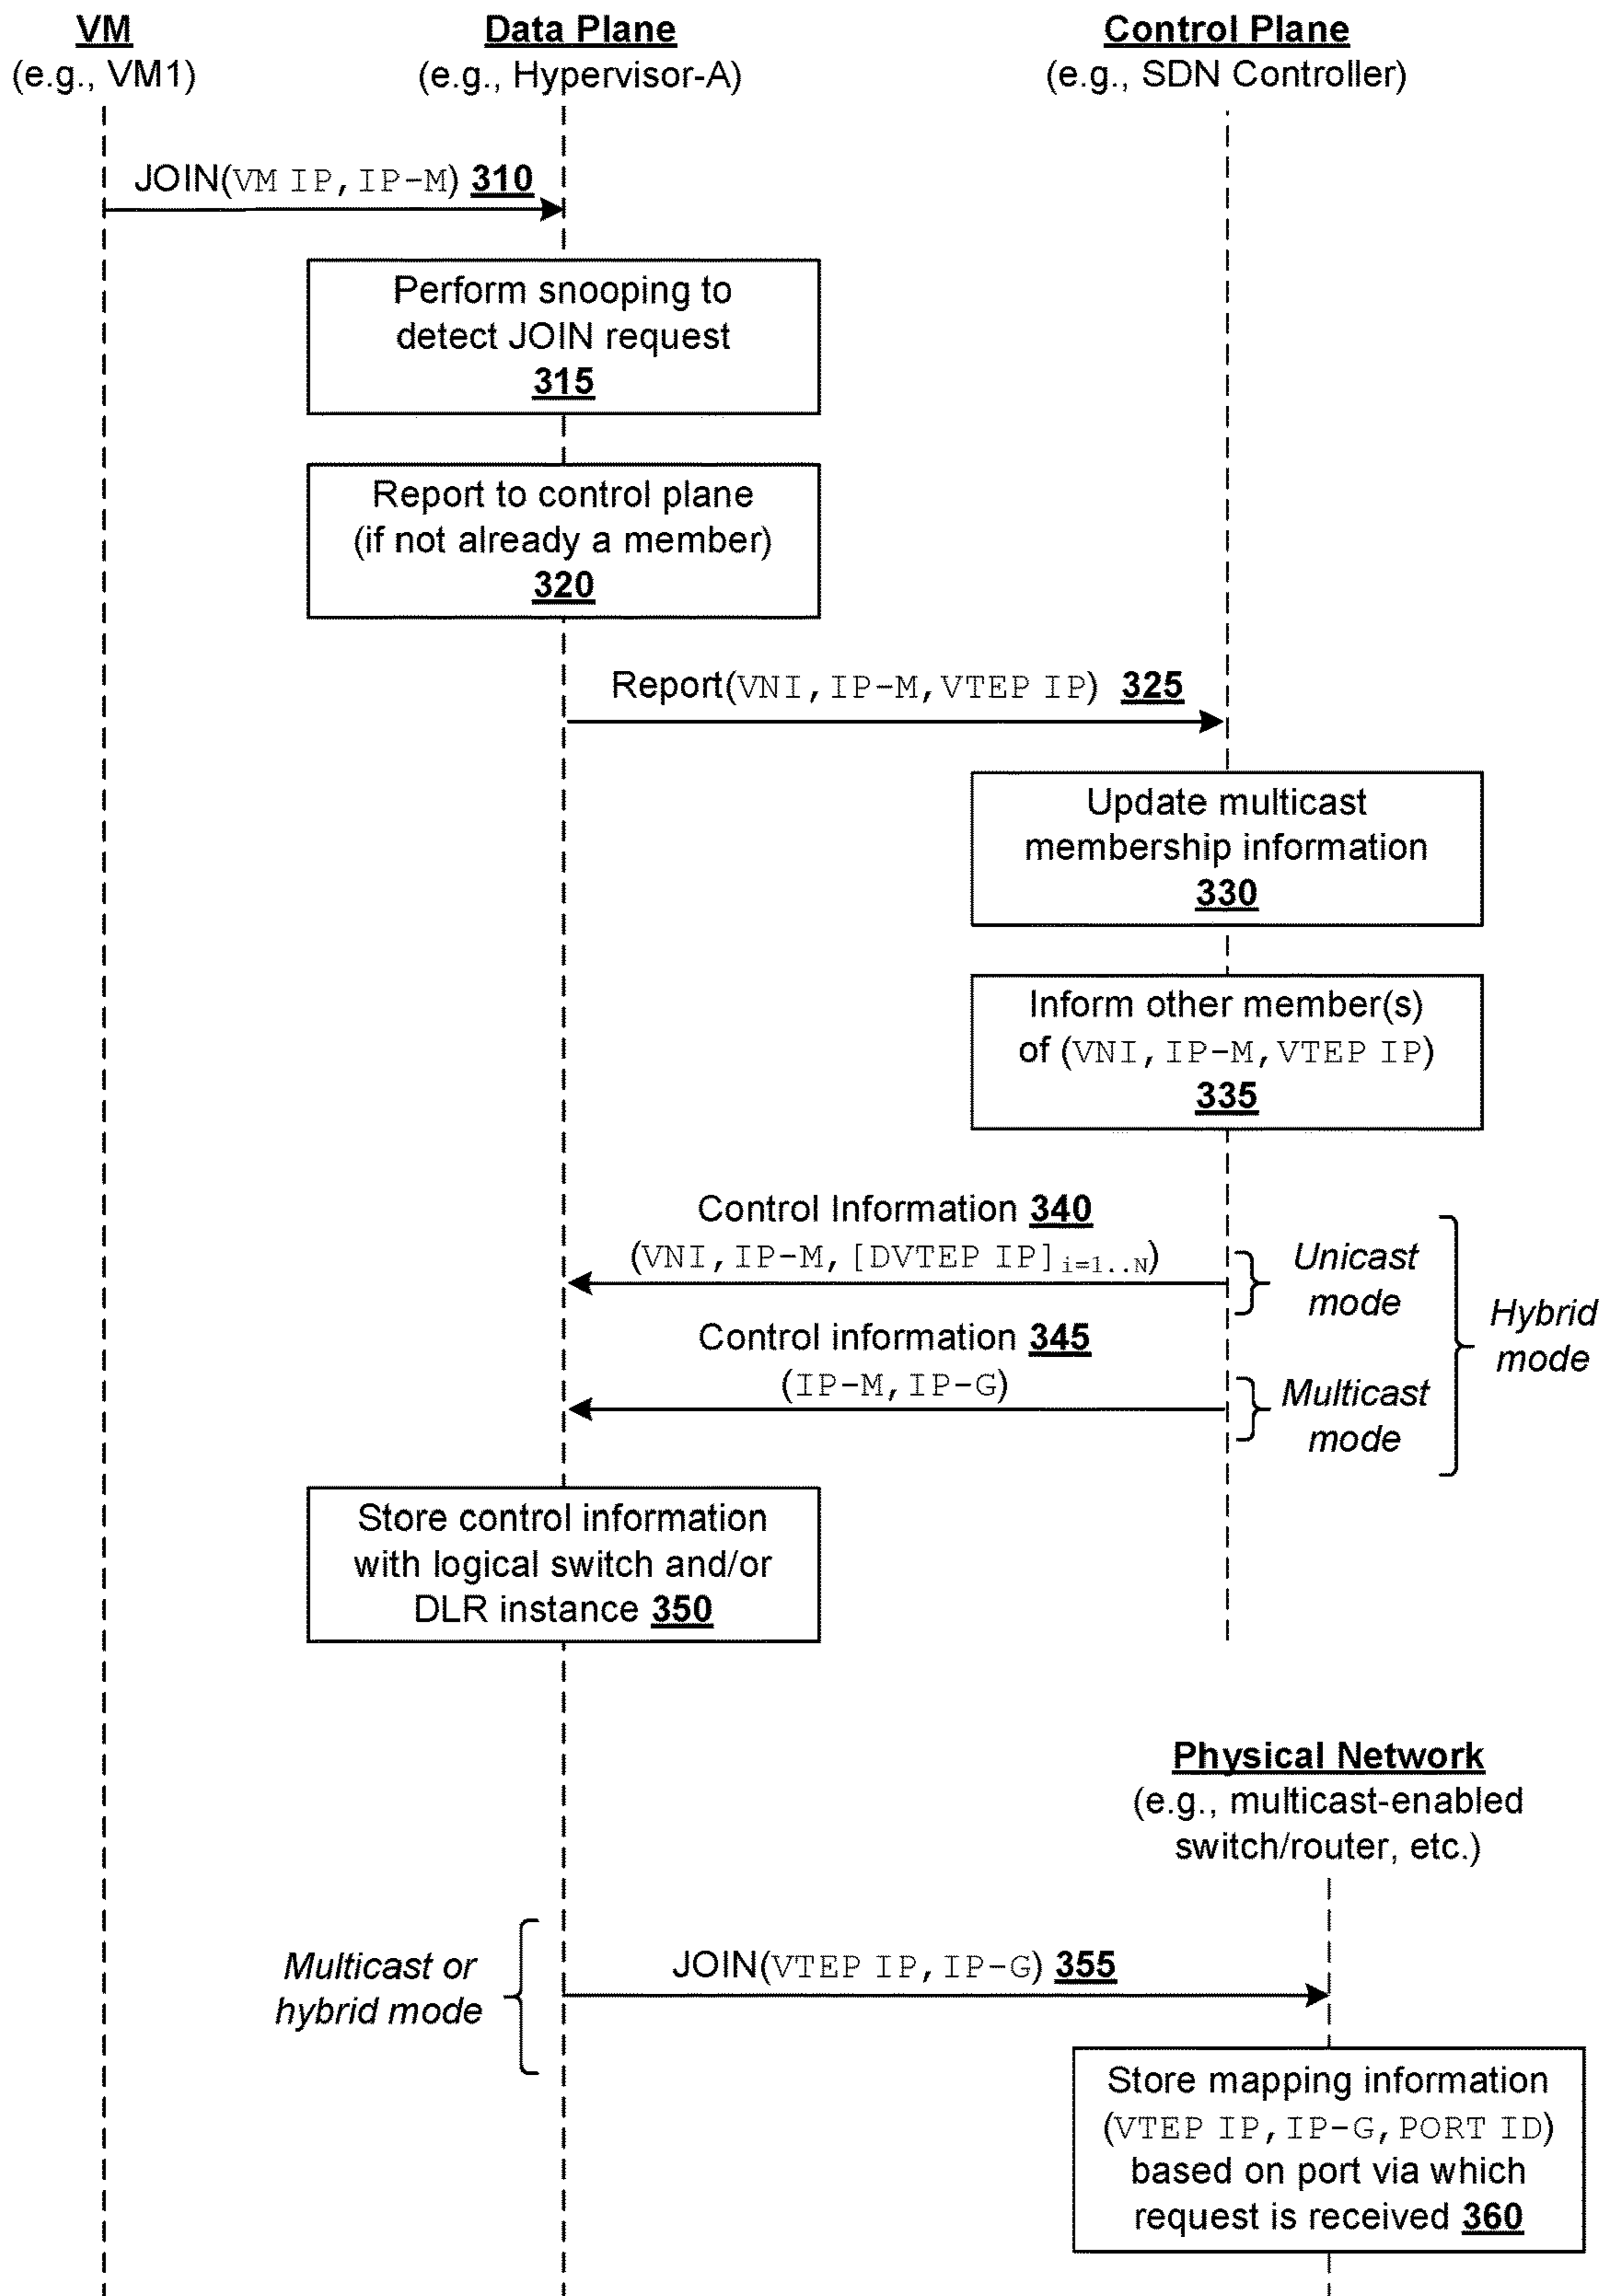 VM
(e.g., VM1)
Data Plane
(e.g., Hypervisor-A)
Control Plane
(e.g., SDN Controller)
JOIN(VM IP, IP-M) 310
Perform snooping to
detect JOIN request
315
Report to control plane
(if not already a member)
320
Report(VNI, IP-M, VTEP IP) 325
Update multicast
membership information
330
Inform other member(s)
of (VNI, IP-M, VTEP IP)
335
Control Information 340
(VNI, IP-M, [DVTEP IP]i=1..N)
Unicast
mode
Control information 345
(IP-M, IP-G)
Multicast
mode
Hybrid
mode
Store control information
with logical switch and/or
DLR instance 350
Physical Network
(e.g., multicast-enabled
switch/router, etc.)
Multicast or
hybrid mode
JOIN(VTEP IP, IP-G) 355
Store mapping information
(VTEP IP, IP-G, PORT ID)
based on port via which
request is received 360